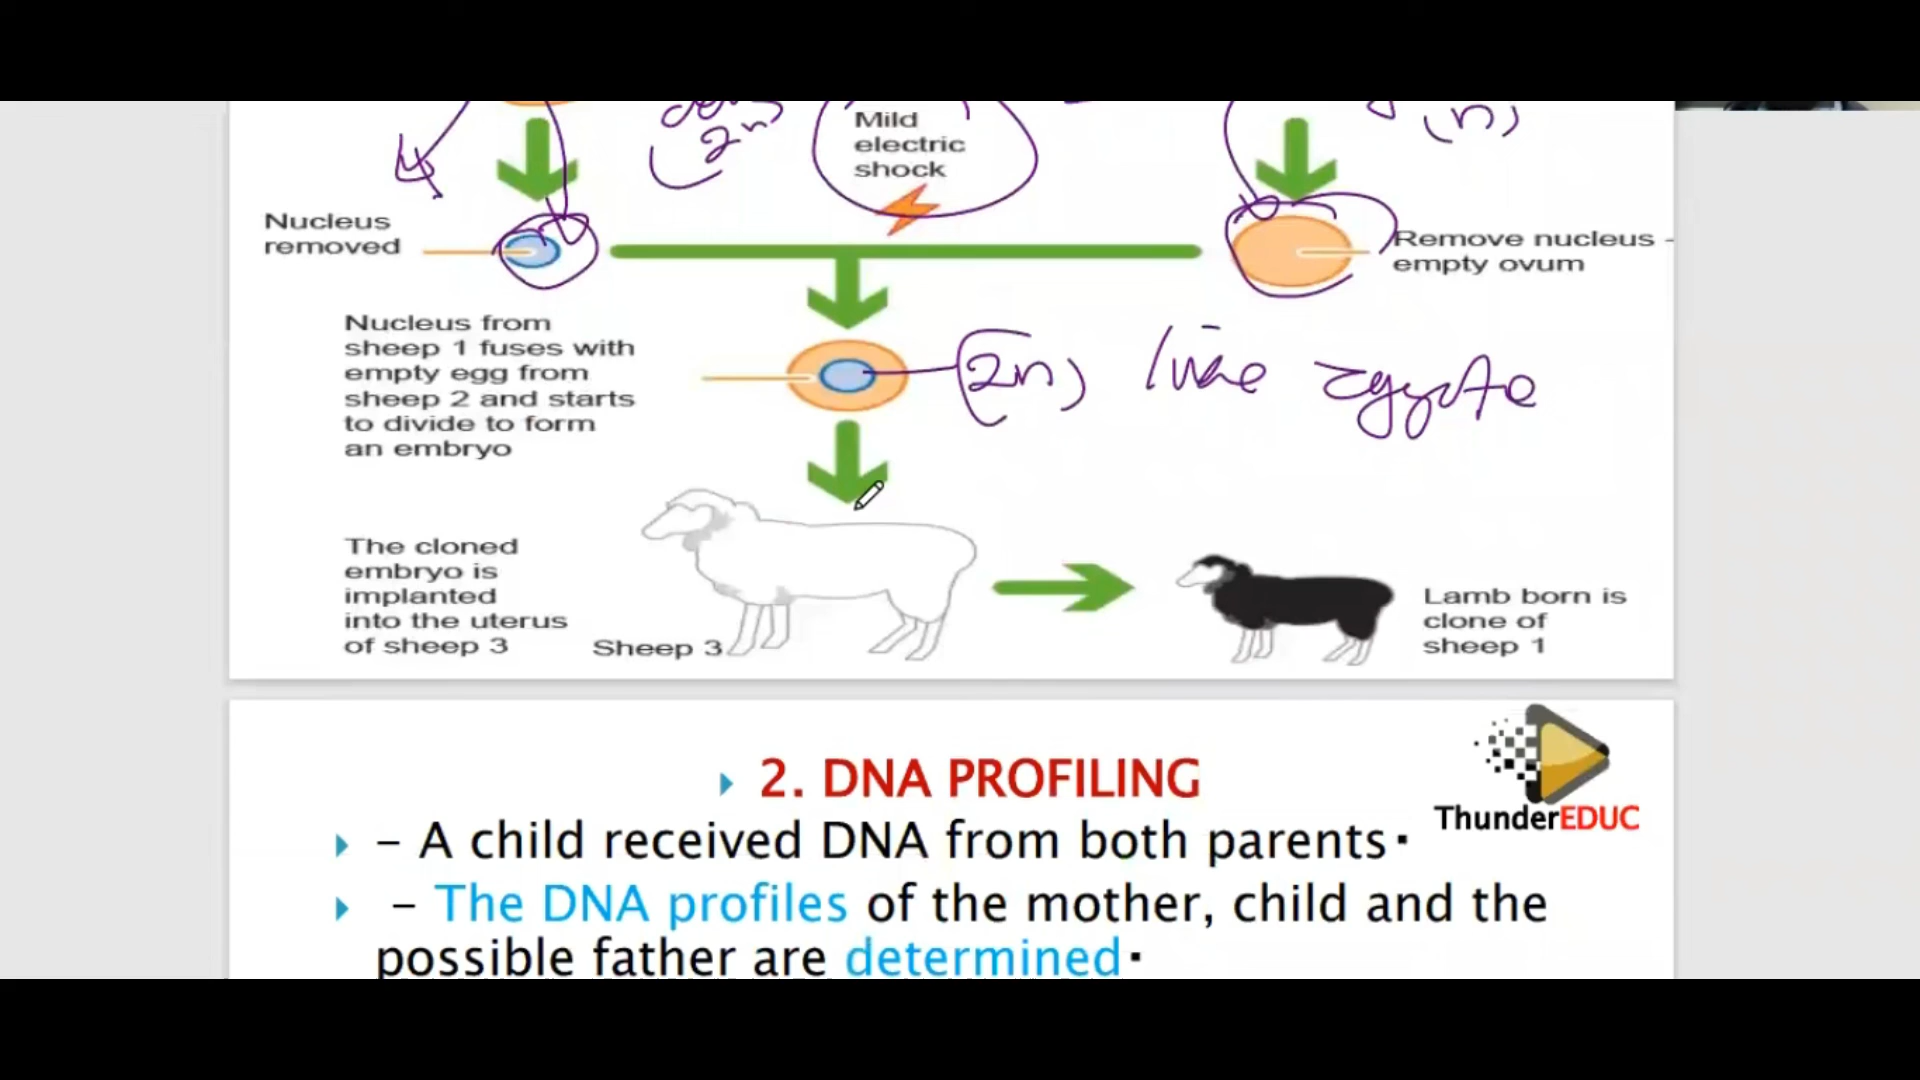 (n)
2n
Mild
electric
shock
Nucleus
removed
Remove nucleus -
empty ovum
Nucleus from
sheep 1 fuses with
empty egg from
sheep 2 and starts
to divide to form
an embryo
(2n) like zygote
The cloned
embryo is
implanted
into the uterus
of sheep 3
Sheep 3
Lamb born is
clone of
sheep 1
2. DNA PROFILING
ThunderEDUC
– A child received DNA from both parents.
– The DNA profiles of the mother, child and the
possible father are determined.